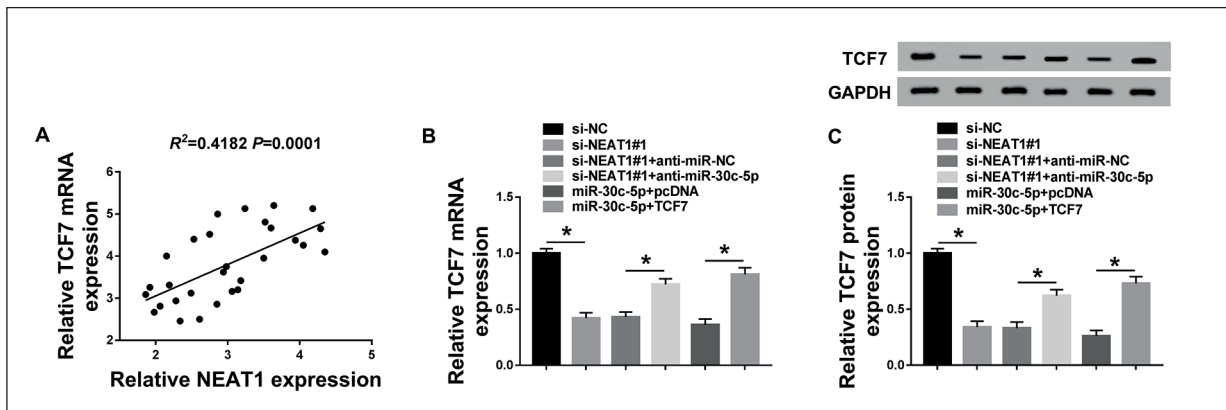 TCF7
GAPDH
A
R²=0.4182 P=0.0001
Relative TCF7 mRNA
expression
6
5
4
3
2
2
3
4
5
Relative NEAT1 expression
B
si-NC
si-NEAT1#1
si-NEAT1#1+anti-miR-NC
si-NEAT1#1+anti-miR-30c-5p
miR-30c-5p+pcDNA
miR-30c-5p+TCF7
Relative TCF7 mRNA
expression
1.5
1.0
0.5
0.0
*
*
*
C
si-NC
si-NEAT1#1
si-NEAT1#1+anti-miR-NC
si-NEAT1#1+anti-miR-30c-5p
miR-30c-5p+pcDNA
miR-30c-5p+TCF7
Relative TCF7 protein
expression
1.5
1.0
0.5
0.0
*
*
*